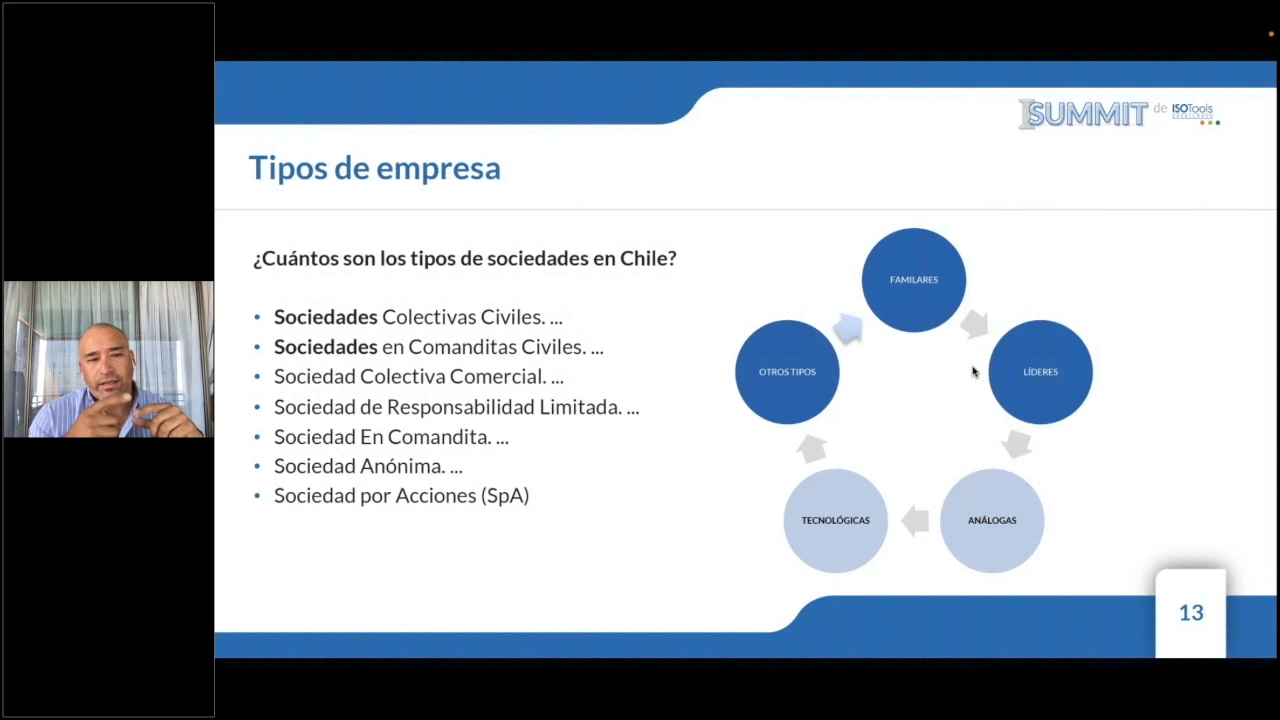 ISUMMIT de ISOTools
Tipos de empresa
¿Cuántos son los tipos de sociedades en Chile?
• Sociedades Colectivas Civiles. ...
• Sociedades en Comanditas Civiles. ...
• Sociedad Colectiva Comercial. ...
• Sociedad de Responsabilidad Limitada. ...
• Sociedad En Comandita. ...
• Sociedad Anónima. ...
• Sociedad por Acciones (SpA)
FAMILARES
LÍDERES
ANÁLOGAS
TECNOLÓGICAS
OTROS TIPOS
13